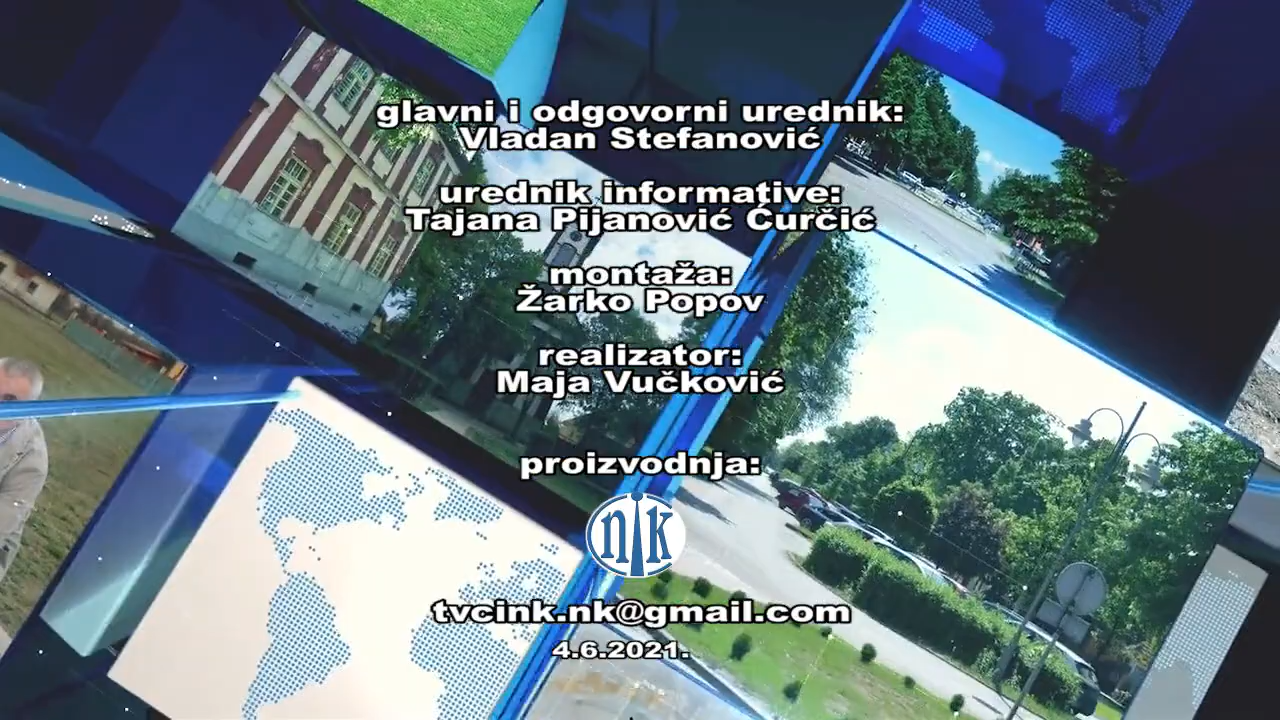 glavni i odgovorni urednik:
Vladan Stefanović
urednik informative:
Tajana Pijanović Ćurčić
montaža:
Žarko Popov
realizator:
Maja Vučković
proizvodnja:
nik
tvcink.nk@gmail.com
4.6.2021.